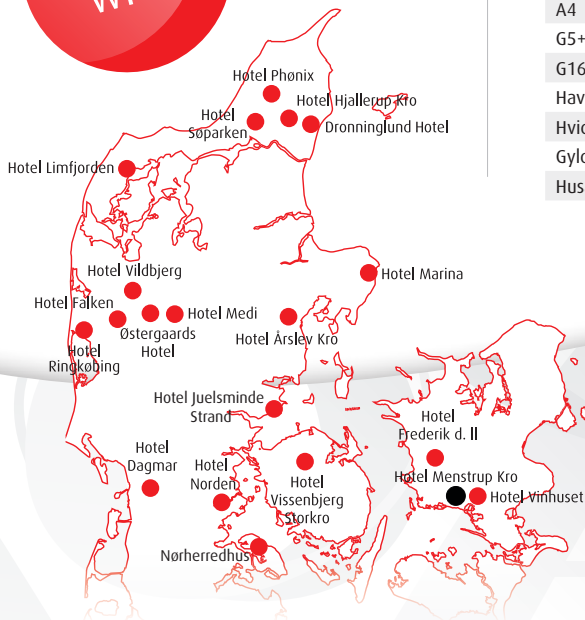 A4
G5+
G16
Hav
Hvid
Gyld
Hus
Hotel Phønix
Hotel Hjallerup Kro
Hotel
Søparken
Dronninglund Hotel
Hotel Limfjorden
Hotel Vildbjerg
Hotel Marina
Hotel Falken
Hotel Medi
Østergaards
Hotel
Hotel Årslev Kro
Hotel
Ringkøbing
Hotel Juelsminde
Strand
Hotel
Frederik d. II
Hotel
Dagmar
Hotel
Norden
Hotel
Vissenbjerg
Storkro
Hotel Menstrup Kro
Hotel Vinhuset
Nørherredhus